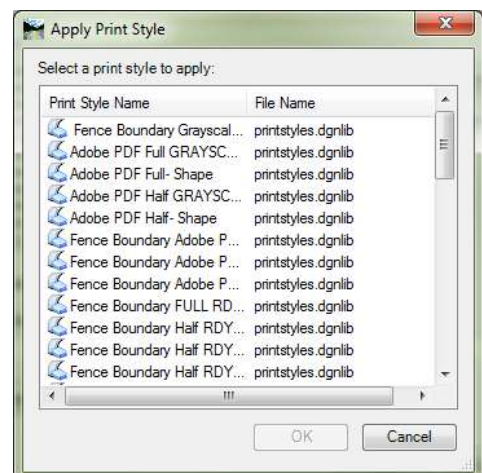 Apply Print Style
Select a print style to apply:
Print Style Name File Name
Fence Boundary Grayscal... printstyles.dgnlib
Adobe PDF Full GRAYSC... printstyles.dgnlib
Adobe PDF Full- Shape printstyles.dgnlib
Adobe PDF Half GRAYSC... printstyles.dgnlib
Adobe PDF Half- Shape printstyles.dgnlib
Fence Boundary Adobe P... printstyles.dgnlib
Fence Boundary Adobe P... printstyles.dgnlib
Fence Boundary Adobe P... printstyles.dgnlib
Fence Boundary FULL RD... printstyles.dgnlib
Fence Boundary Half RDY... printstyles.dgnlib
Fence Boundary Half RDY... printstyles.dgnlib
Fence Boundary Half RDY... printstyles.dgnlib
OK Cancel